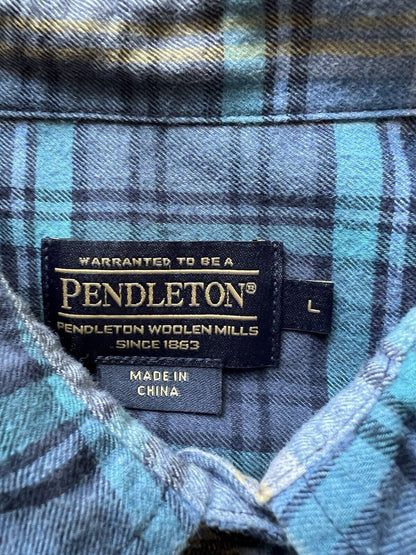 WARRANTED TO BE A
PENDLETON®
PENDLETON WOOLEN MILLS
SINCE 1863
L
MADE IN
CHINA